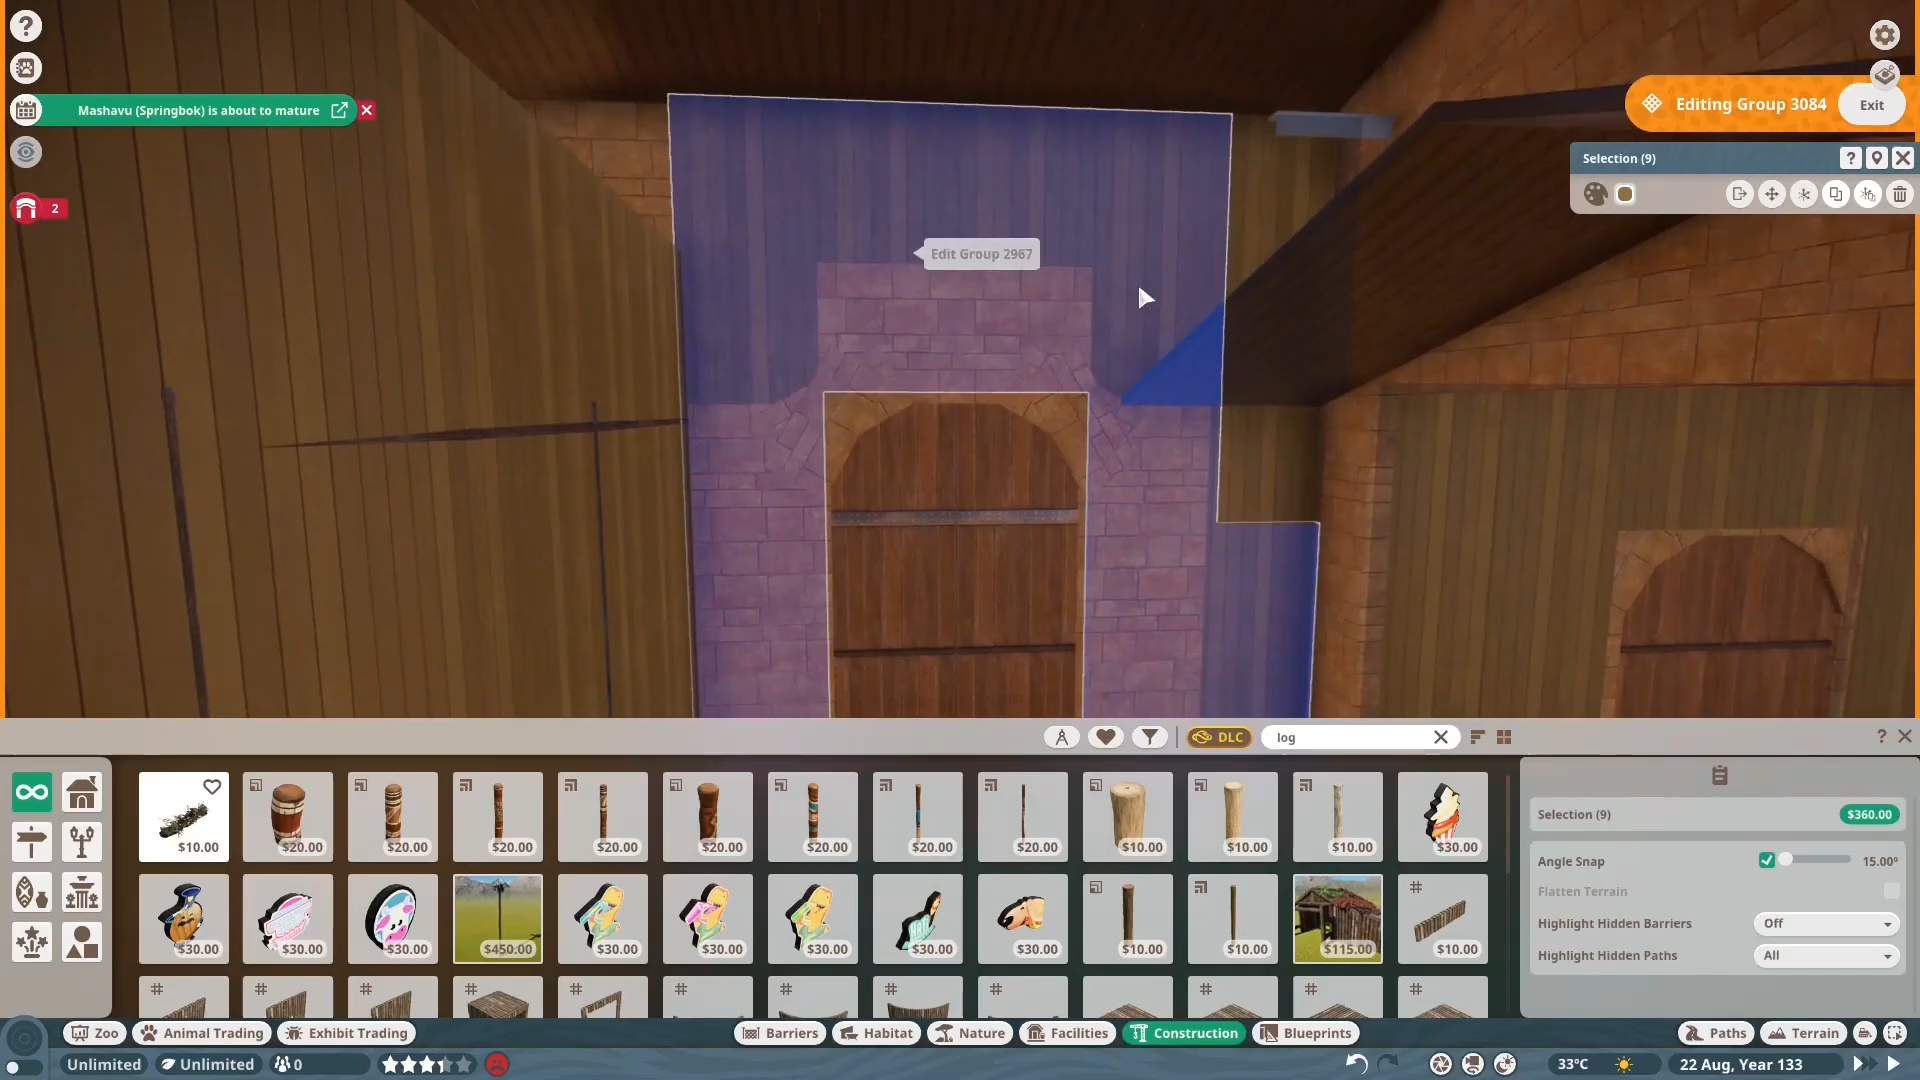 ?
Mashavu (Springbok) is about to mature
2
Editing Group 3084
Exit
Selection (9)
?
Edit Group 2967
DLC
log
?
$10.00
$20.00
$20.00
$20.00
$20.00
$20.00
$20.00
$20.00
$20.00
$10.00
$10.00
$10.00
$30.00
$30.00
$30.00
$30.00
$450.00
$30.00
$30.00
$30.00
$30.00
$30.00
$10.00
$10.00
$115.00
$10.00
Selection (9)
$360.00
Angle Snap
15.00°
Flatten Terrain
Highlight Hidden Barriers
Off
Highlight Hidden Paths
All
Zoo
Animal Trading
Exhibit Trading
Barriers
Habitat
Nature
Facilities
Construction
Blueprints
Paths
Terrain
Unlimited
Unlimited
0
33°C
22 Aug, Year 133